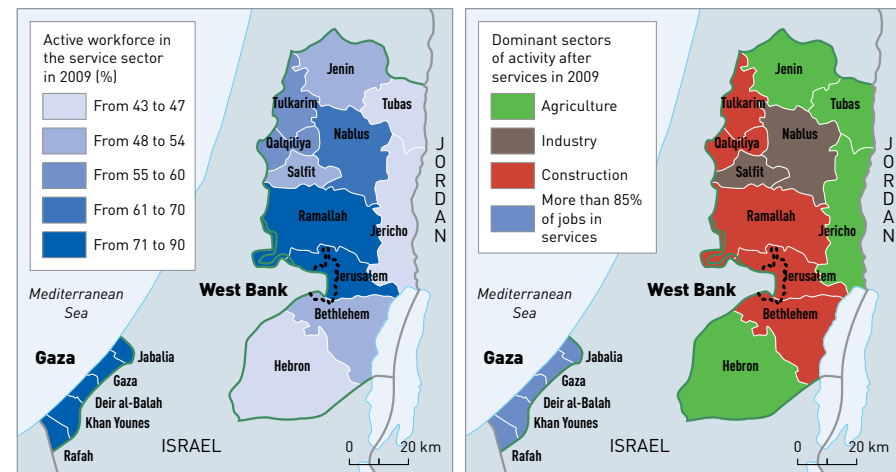 Active workforce in
the service sector
in 2009 (%)
From 43 to 47
From 48 to 54
From 55 to 60
From 61 to 70
From 71 to 90
Jenin
Tulkarim
Tubas
Nablus
Qalqiliya
Salfit
Ramallah
Jericho
Jerusalem
West Bank
Bethlehem
Hebron
JORDAN
Mediterranean
Sea
Gaza
Jabalia
Gaza
Deir al-Balah
Khan Younes
Rafah
ISRAEL
0 20 km
Dominant sectors
of activity after
services in 2009
Agriculture
Industry
Construction
More than 85%
of jobs in
services
Jenin
Tulkarim
Tubas
Nablus
Qalqiliya
Salfit
Ramallah
Jericho
Jerusalem
West Bank
Bethlehem
Hebron
JORDAN
Mediterranean
Sea
Gaza
Jabalia
Gaza
Deir al-Balah
Khan Younes
Rafah
ISRAEL
0 20 km